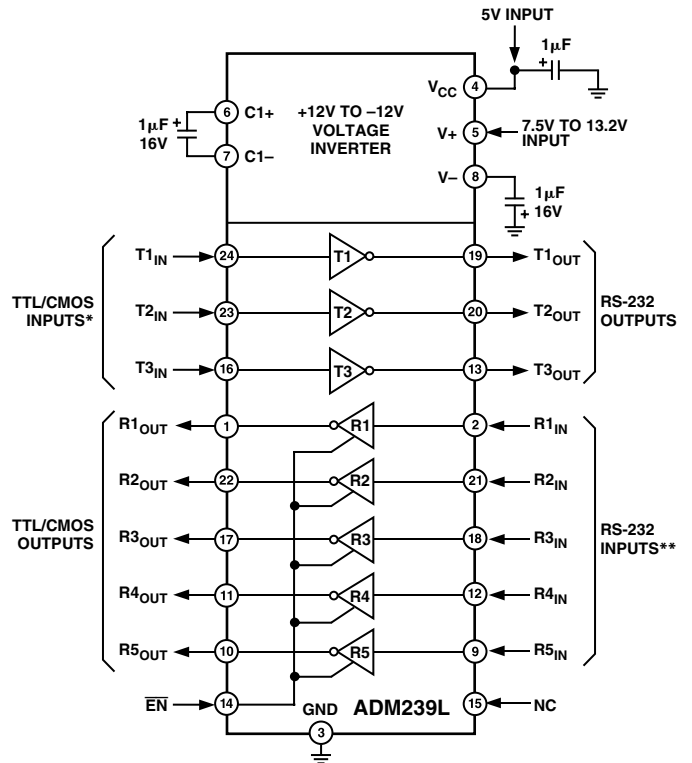 5V INPUT
1μF
+
VCC
4
6
C1+
+12V TO –12V
VOLTAGE
INVERTER
1μF +
16V
7
C1–
V+
5
7.5V TO 13.2V
INPUT
V–
8
1μF
+ 16V
TTL/CMOS
INPUTS*
T1IN
24
T1
19
T1OUT
T2IN
23
T2
20
T2OUT
T3IN
16
T3
13
T3OUT
RS-232
OUTPUTS
TTL/CMOS
OUTPUTS
R1OUT
1
R1
2
R1IN
R2OUT
22
R2
21
R2IN
R3OUT
17
R3
18
R3IN
R4OUT
11
R4
12
R4IN
R5OUT
10
R5
9
R5IN
RS-232
INPUTS**
E̅N̅
14
GND
3
ADM239L
15
NC